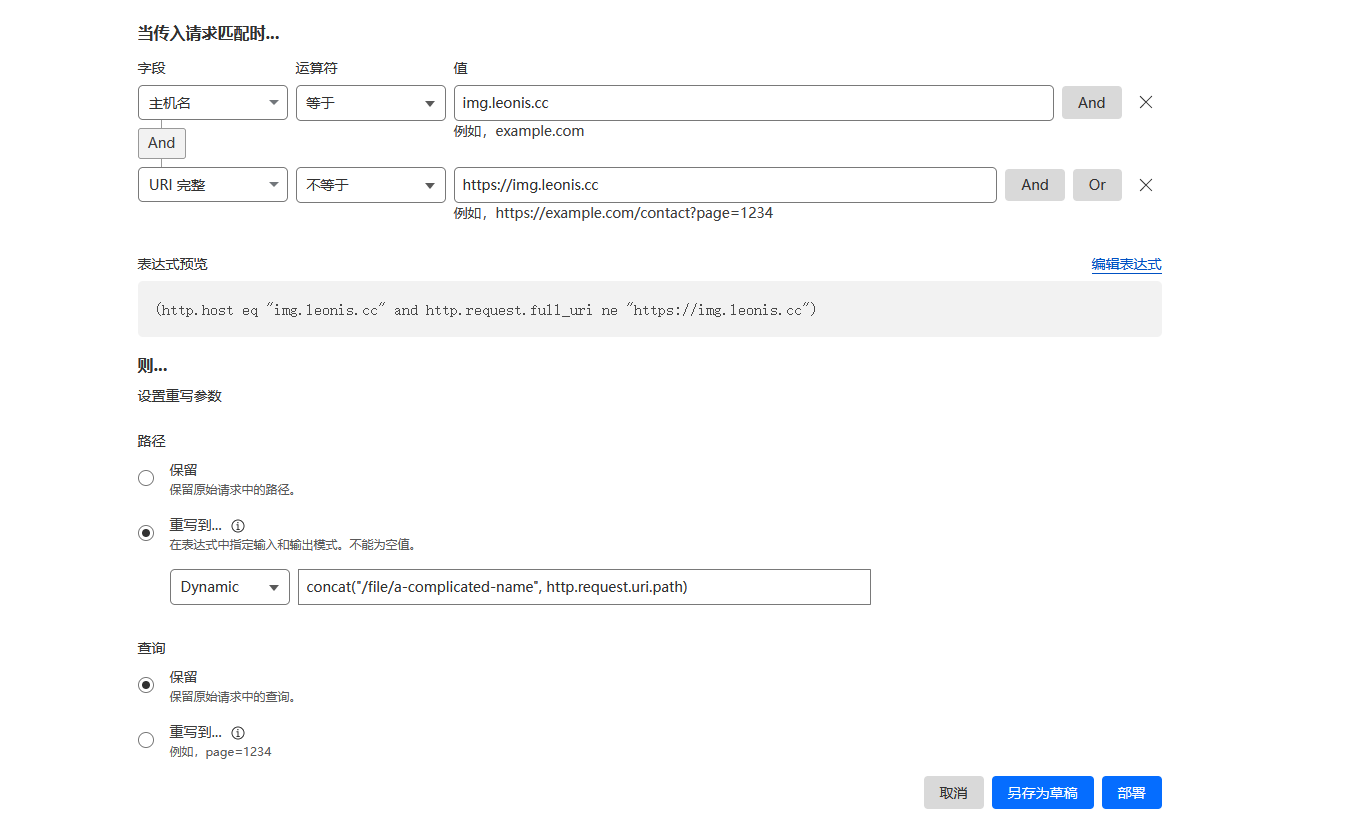 当传入请求匹配时...
字段 运算符 值
主机名 等于 img.leonis.cc And
例如，example.com
And
URI 完整 不等于 https://img.leonis.cc And Or
例如，https://example.com/contact?page=1234
表达式预览 编辑表达式
(http.host eq "img.leonis.cc" and http.request.full_uri ne "https://img.leonis.cc")
则...
设置重写参数
路径
保留
保留原始请求中的路径。
重写到...
在表达式中指定输入和输出模式。不能为空值。
Dynamic concat("/file/a-complicated-name", http.request.uri.path)
查询
保留
保留原始请求中的查询。
重写到...
例如，page=1234
取消 另存为草稿 部署